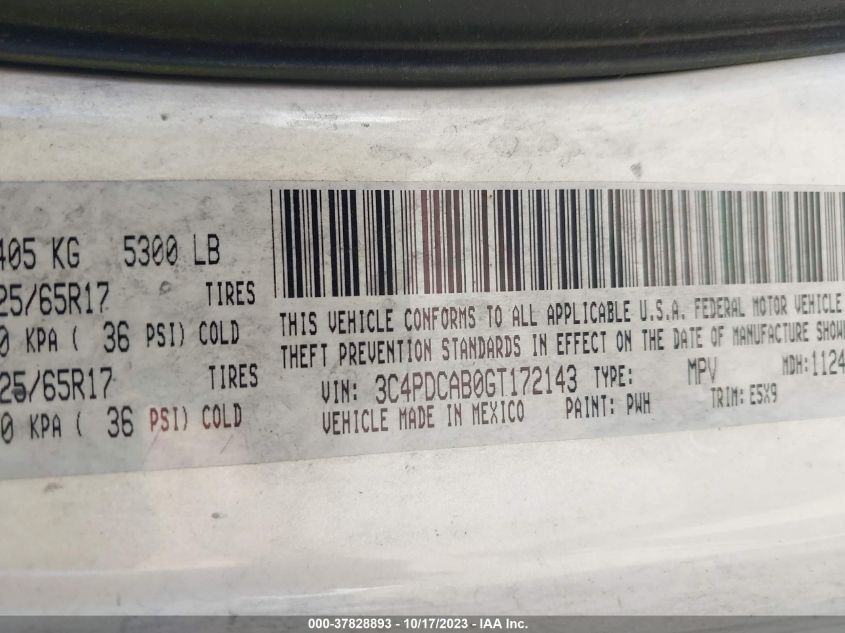 405 KG 5300 LB
25/65R17 TIRES
0 KPA ( 36 PSI) COLD
25/65R17 TIRES
0 KPA ( 36 PSI) COLD
THIS VEHICLE CONFORMS TO ALL APPLICABLE U.S.A. FEDERAL MOTOR VEHICLE
THEFT PREVENTION STANDARDS IN EFFECT ON THE DATE OF MANUFACTURE SHOW
VIN: 3C4PDCAB0GT172143 TYPE: MPV MDH:1124
VEHICLE MADE IN MEXICO PAINT: PWH TRIM: E5X9
000-37828893 - 10/17/2023 - IAA Inc.